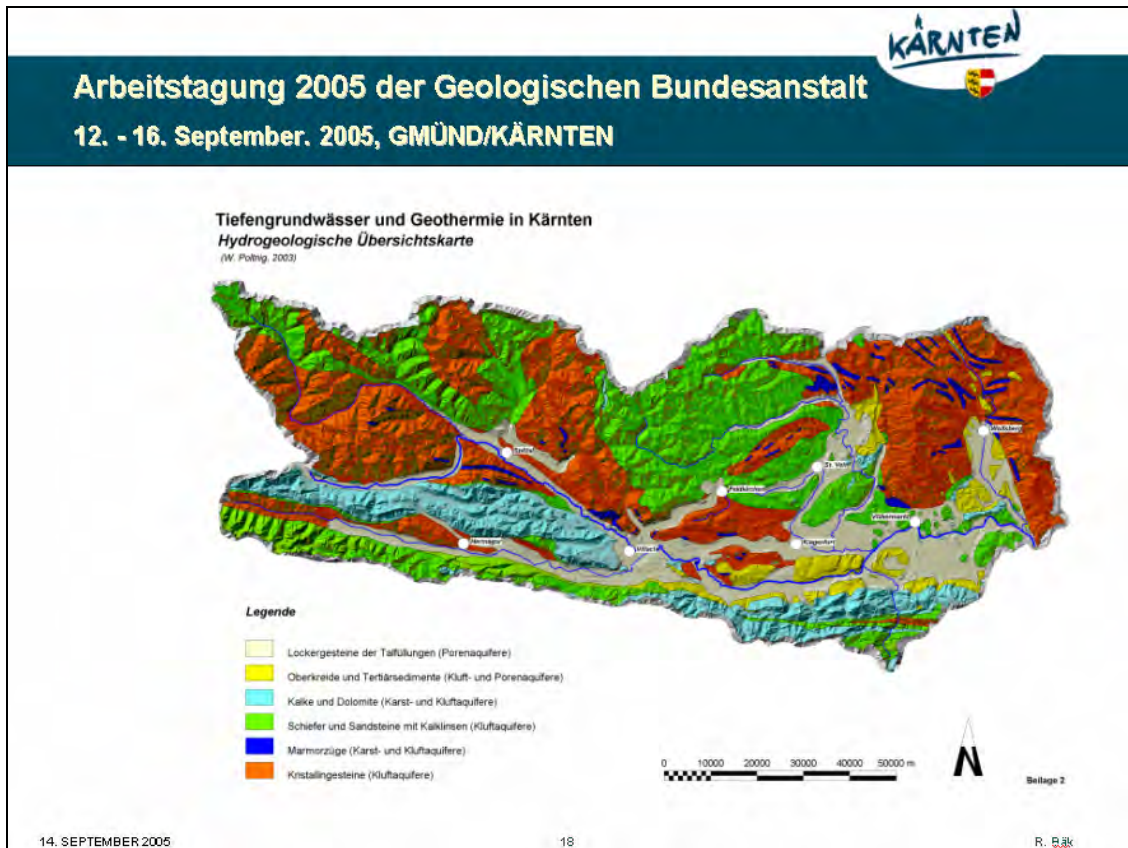 KÄRNTEN
Arbeitstagung 2005 der Geologischen Bundesanstalt
12. - 16. September. 2005, GMÜND/KÄRNTEN
Tiefengrundwässer und Geothermie in Kärnten
Hydrogeologische Übersichtskarte
(W. Poltnig, 2003)
Wolfsberg
Spittal
St. Veit
Feldkirchen
Völkermarkt
Hermagor
Villach
Klagenfurt
Legende
Lockergesteine der Talfüllungen (Porenaquifere)
Oberkreide und Tertiärsedimente (Kluft- und Porenaquifere)
Kalke und Dolomite (Karst- und Kluftaquifere)
Schiefer und Sandsteine mit Kalklinsen (Kluftaquifere)
Marmorzüge (Karst- und Kluftaquifere)
Kristallingesteine (Kluftaquifere)
0 10000 20000 30000 40000 50000 m
N
Beilage 2
14. SEPTEMBER 2005 18 R. Bäk